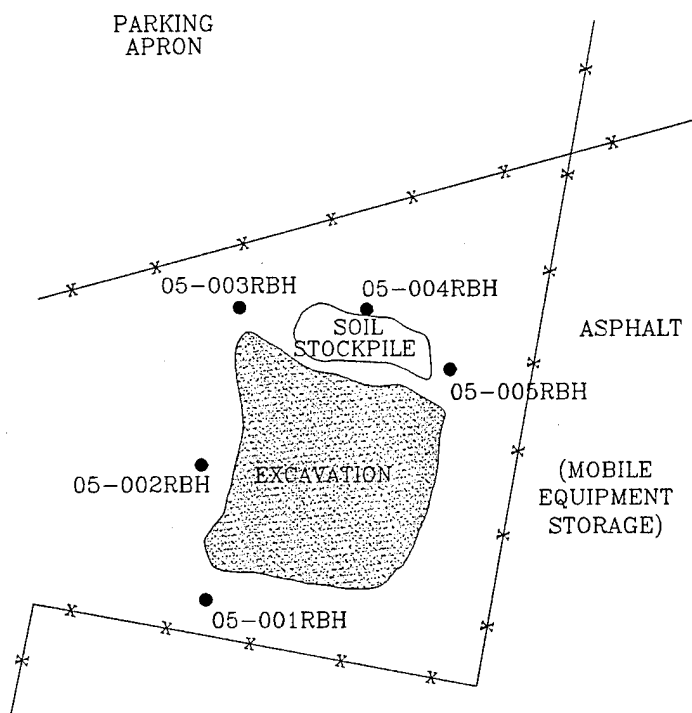 PARKING
APRON
05-003RBH
05-004RBH
SOIL
STOCKPILE
ASPHALT
05-005RBH
EXCAVATION
05-002RBH
(MOBILE
EQUIPMENT
STORAGE)
05-001RBH